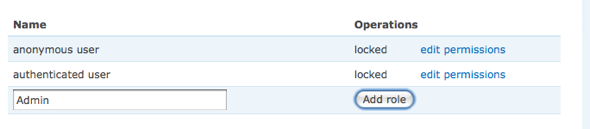 Name Operations
anonymous user locked edit permissions
authenticated user locked edit permissions
Admin Add role